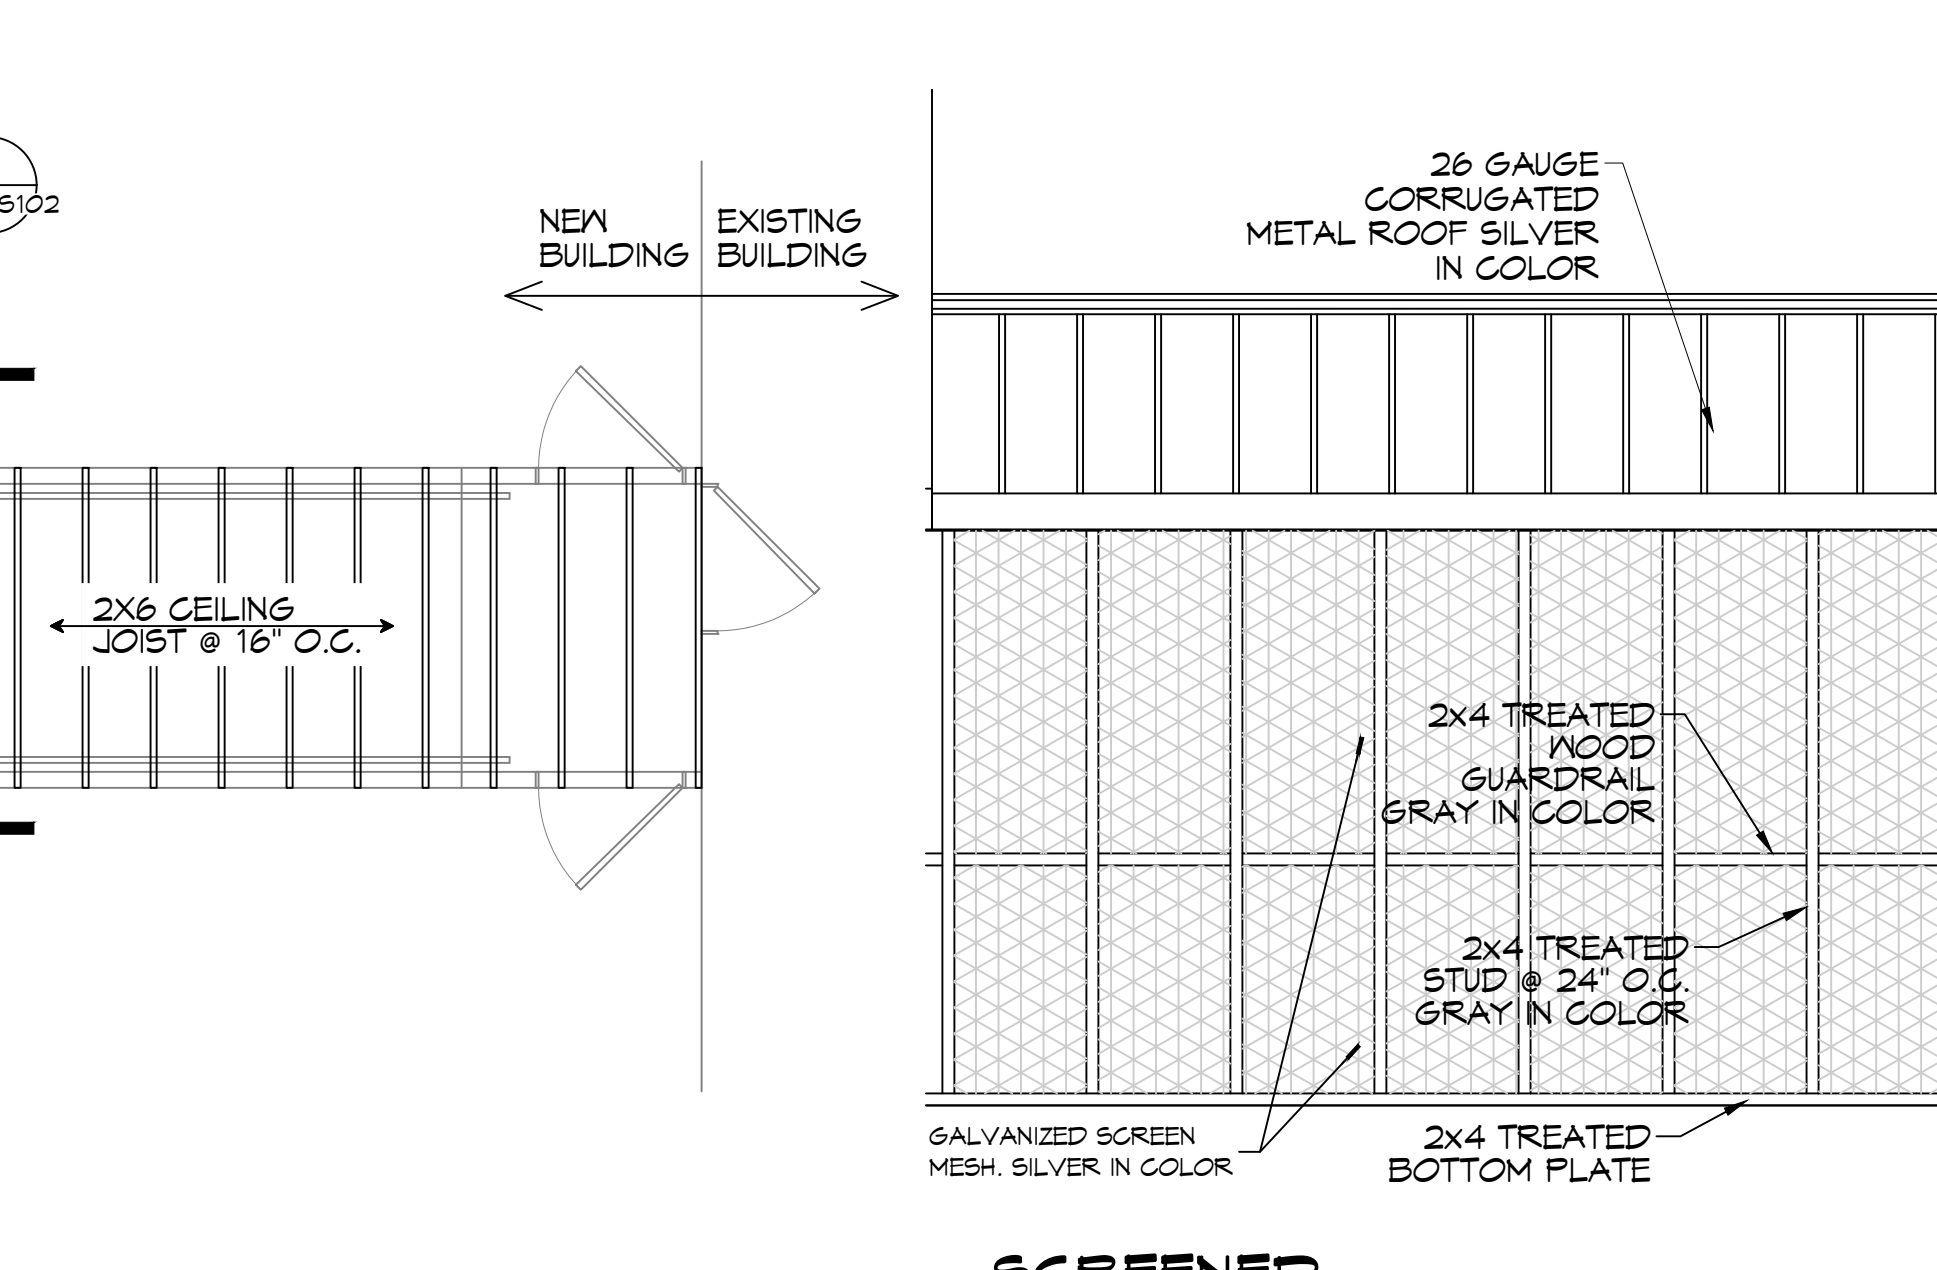 S102
NEW
BUILDING
EXISTING
BUILDING
2X6 CEILING
JOIST @ 16" O.C.
26 GAUGE
CORRUGATED
METAL ROOF SILVER
IN COLOR
2x4 TREATED
WOOD
GUARDRAIL
GRAY IN COLOR
2x4 TREATED
STUD @ 24" O.C.
GRAY IN COLOR
GALVANIZED SCREEN
MESH. SILVER IN COLOR
2x4 TREATED
BOTTOM PLATE
SCREENED